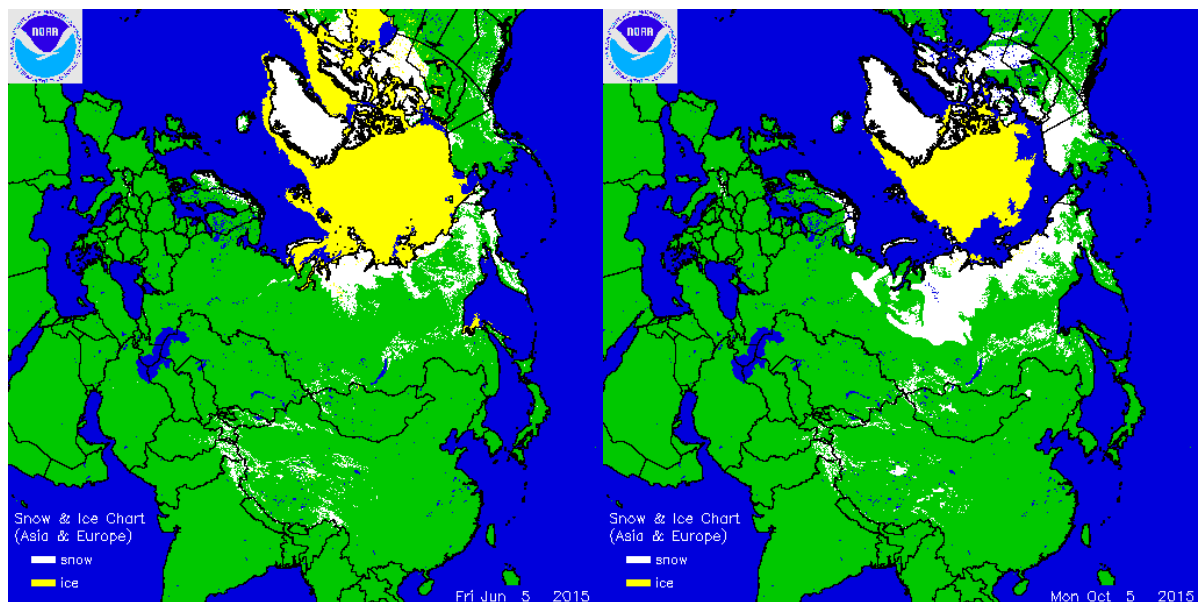 NOAA
Snow & Ice Chart
(Asia & Europe)
snow
ice
Fri Jun 5 2015
NOAA
Snow & Ice Chart
(Asia & Europe)
snow
ice
Mon Oct 5 2015